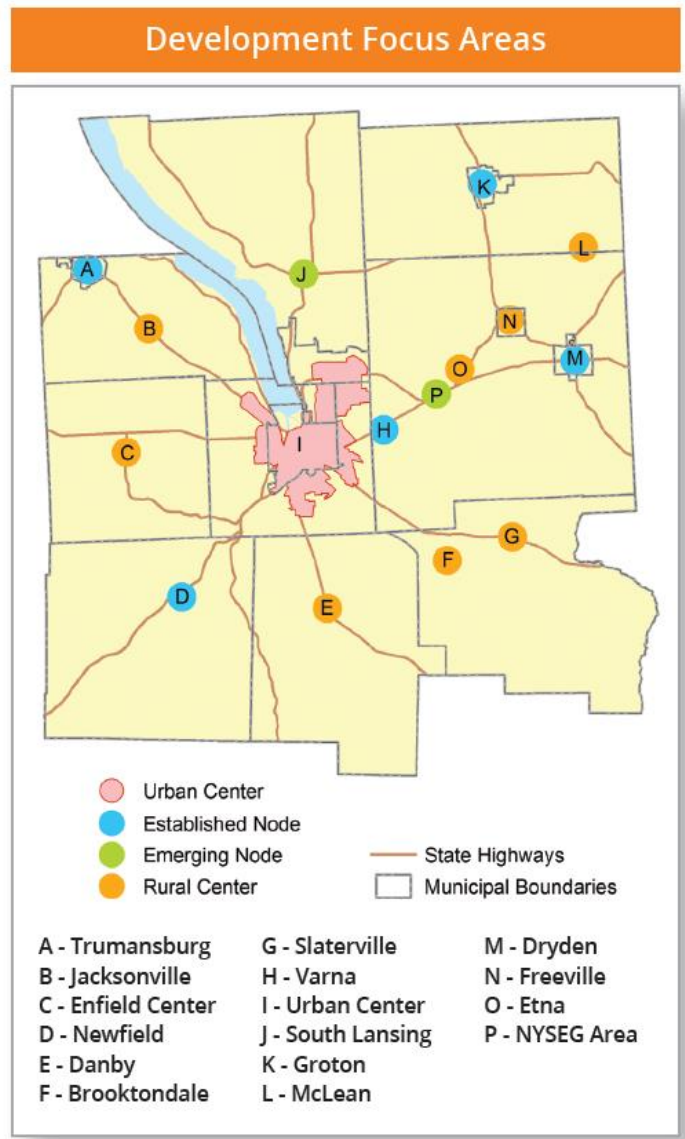 Development Focus Areas
K
L
A
J
B
N
M
O
P
H
I
C
G
F
D
E
Urban Center
Established Node
Emerging Node
Rural Center
State Highways
Municipal Boundaries
A - Trumansburg
B - Jacksonville
C - Enfield Center
D - Newfield
E - Danby
F - Brooktondale
G - Slaterville
H - Varna
I - Urban Center
J - South Lansing
K - Groton
L - McLean
M - Dryden
N - Freeville
O - Etna
P - NYSEG Area